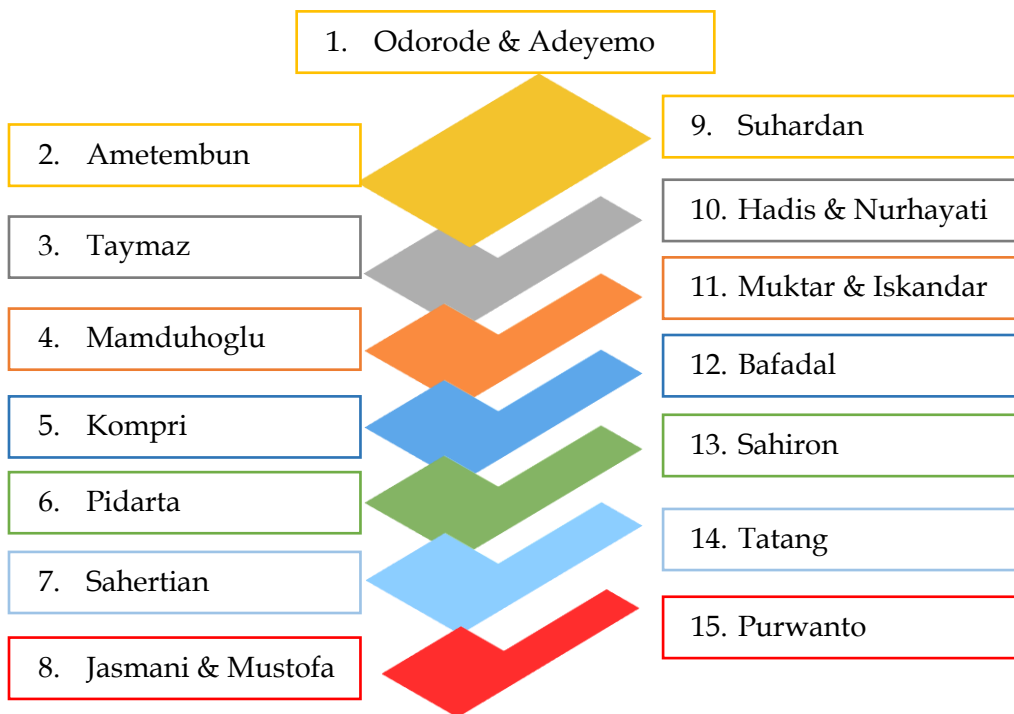 1. Odorode & Adeyemo
2. Ametembun
3. Taymaz
4. Mamduhoglu
5. Kompri
6. Pidarta
7. Sahertian
8. Jasmani & Mustofa
9. Suhardan
10. Hadis & Nurhayati
11. Muktar & Iskandar
12. Bafadal
13. Sahiron
14. Tatang
15. Purwanto